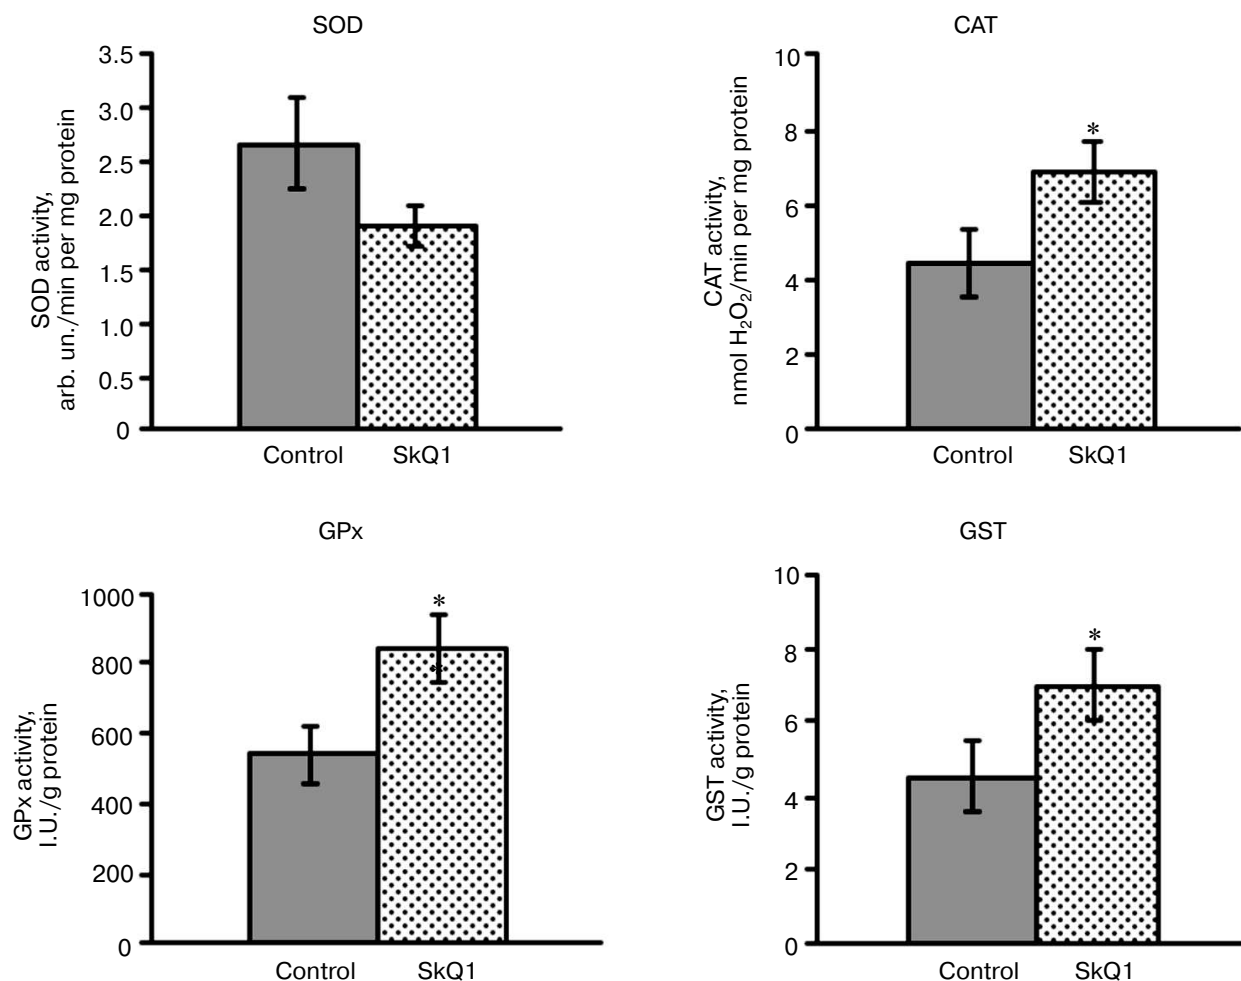 SOD
SOD activity,
arb. un./min per mg protein
3.5
3.0
2.5
2.0
1.5
1.0
0.5
0
Control SkQ1
CAT
CAT activity,
nmol H₂O₂/min per mg protein
10
8
6
4
2
0
*
Control SkQ1
GPx
GPx activity,
I.U./g protein
1000
800
600
400
200
0
*
*
Control SkQ1
GST
GST activity,
I.U./g protein
10
8
6
4
2
0
*
Control SkQ1